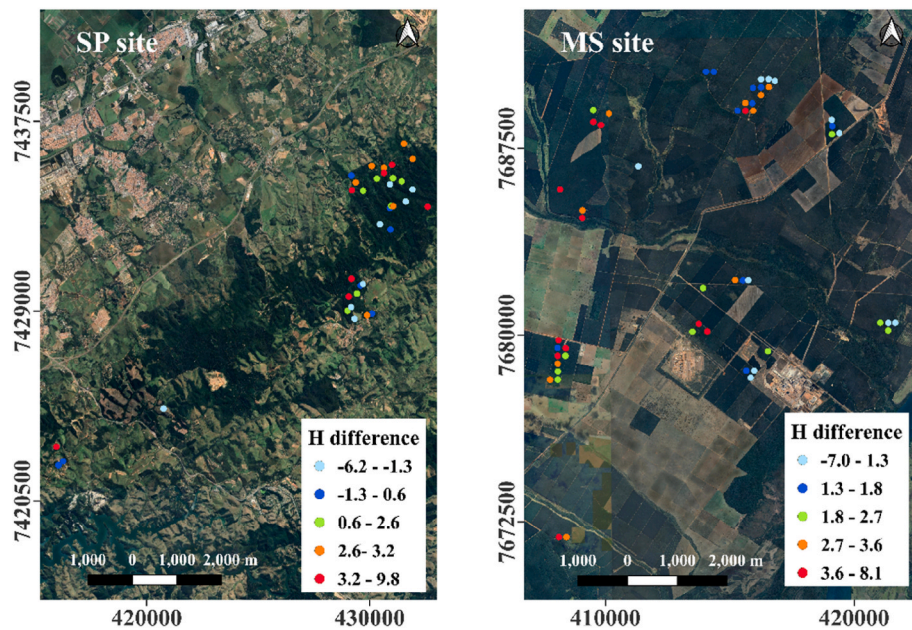 SP site
7437500
7429000
7420500
H difference
-6.2 - -1.3
-1.3 - 0.6
0.6 - 2.6
2.6 - 3.2
3.2 - 9.8
1,000 0 1,000 2,000 m
420000 430000
MS site
7687500
7680000
7672500
H difference
-7.0 - 1.3
1.3 - 1.8
1.8 - 2.7
2.7 - 3.6
3.6 - 8.1
1,000 0 1,000 2,000 m
410000 420000